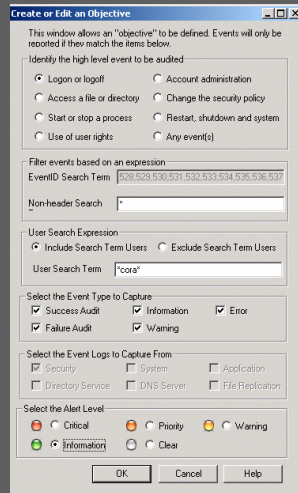 Create or Edit an Objective
This window allows an "objective" to be defined. Events will only be
reported if they match the items below.
Identify the high level event to be audited
Logon or logoff
Account administration
Access a file or directory
Change the security policy
Start or stop a process
Restart, shutdown and system
Use of user rights
Any event(s)
Filter events based on an expression
EventID Search Term 528,529,530,531,532,533,534,535,536,537
Non-header Search *
User Search Expression
Include Search Term Users Exclude Search Term Users
User Search Term *cora*
Select the Event Type to Capture
Success Audit Information Error
Failure Audit Warning
Select the Event Logs to Capture From
Security System Application
Directory Service DNS Server File Replication
Select the Alert Level
Critical Priority Warning
Information Clear
OK Cancel Help